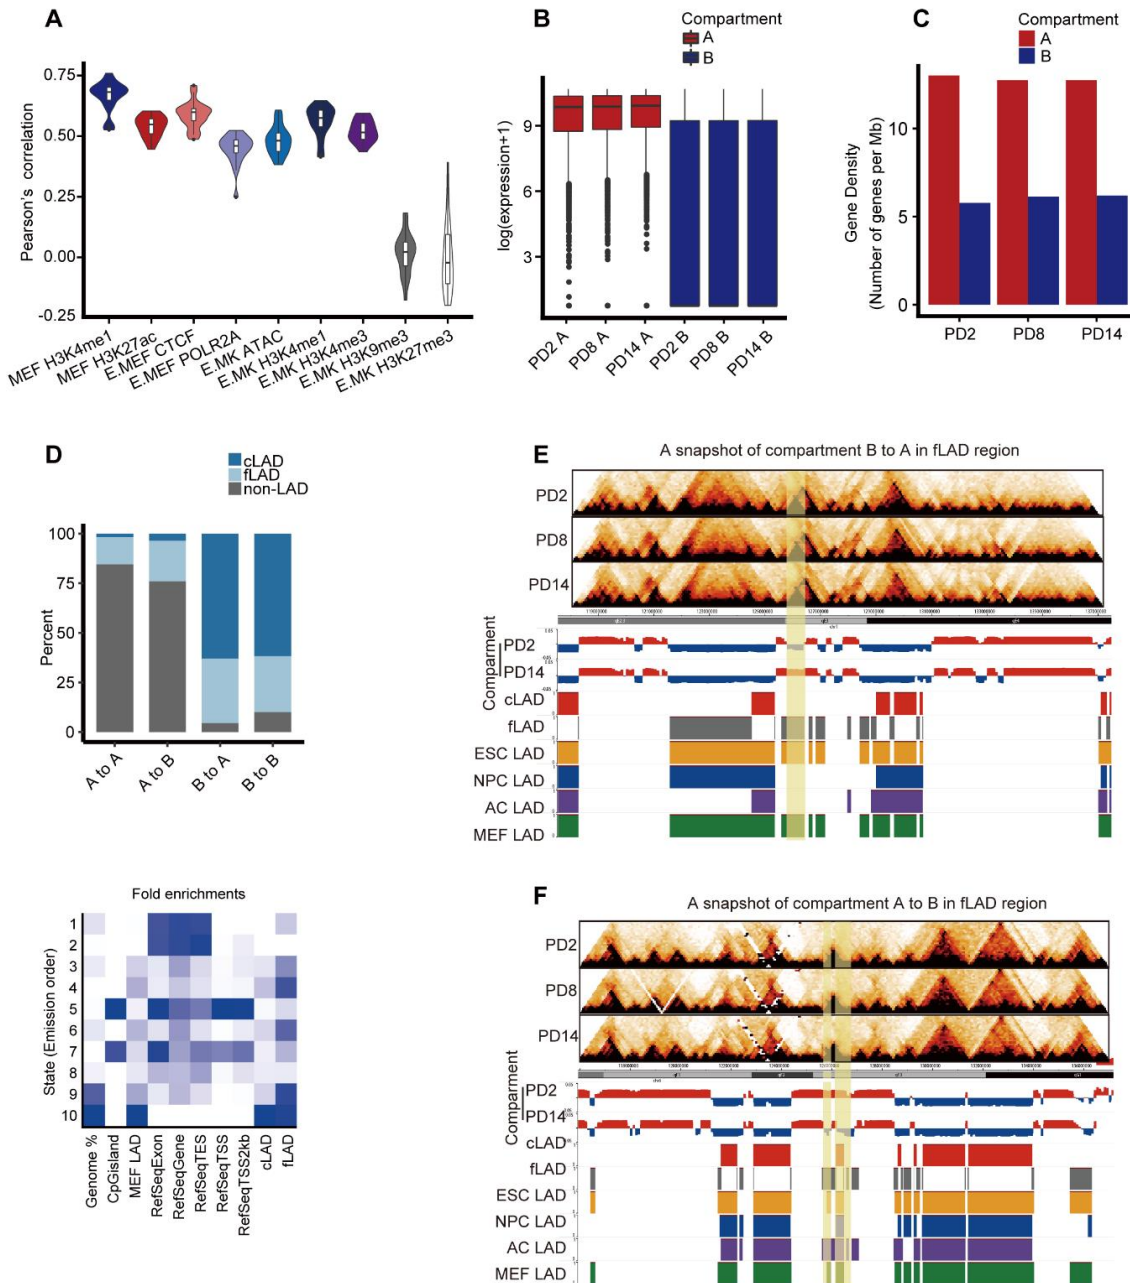 A
Pearson's correlation
0.75
0.50
0.25
0.00
-0.25
MEF H3K4me1
MEF H3K27ac
E.MEF CTCF
E.MEF POLR2A
E.MK ATAC
E.MK H3K4me1
E.MK H3K4me3
E.MK H3K9me3
E.MK H3K27me3
B
Compartment
A
B
log(expression+1)
9
6
3
PD2 A
PD8 A
PD14 A
PD2 B
PD8 B
PD14 B
C
Compartment
A
B
Gene Density
(Number of genes per Mb)
10
5
0
PD2
PD8
PD14
D
cLAD
fLAD
non-LAD
Percent
100
75
50
25
0
A to A
A to B
B to A
B to B
E
A snapshot of compartment B to A in fLAD region
PD2
PD8
PD14
Comparment
PD2
PD14
cLAD
fLAD
ESC LAD
NPC LAD
AC LAD
MEF LAD
Fold enrichments
State (Emission order)
1
2
3
4
5
6
7
8
9
10
Genome %
CpGisland
MEF LAD
RefSeqExon
RefSeqGene
RefSeqTES
RefSeqTSS
RefSeqTSS2kb
cLAD
fLAD
F
A snapshot of compartment A to B in fLAD region
PD2
PD8
PD14
Comparment
PD2
PD14
cLAD
fLAD
ESC LAD
NPC LAD
AC LAD
MEF LAD